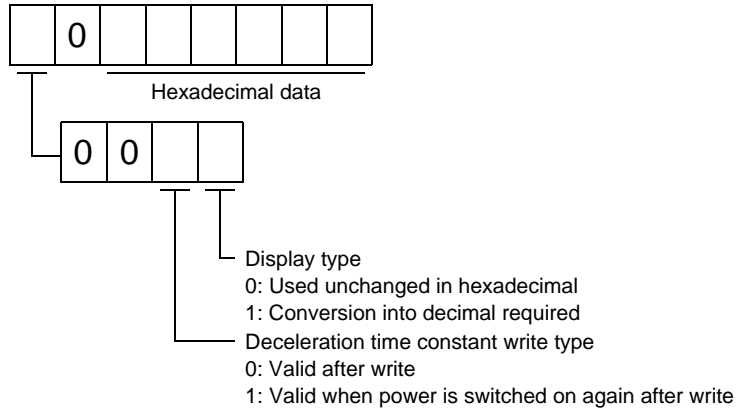 0
Hexadecimal data
0 0
Display type
0: Used unchanged in hexadecimal
1: Conversion into decimal required
Deceleration time constant write type
0: Valid after write
1: Valid when power is switched on again after write